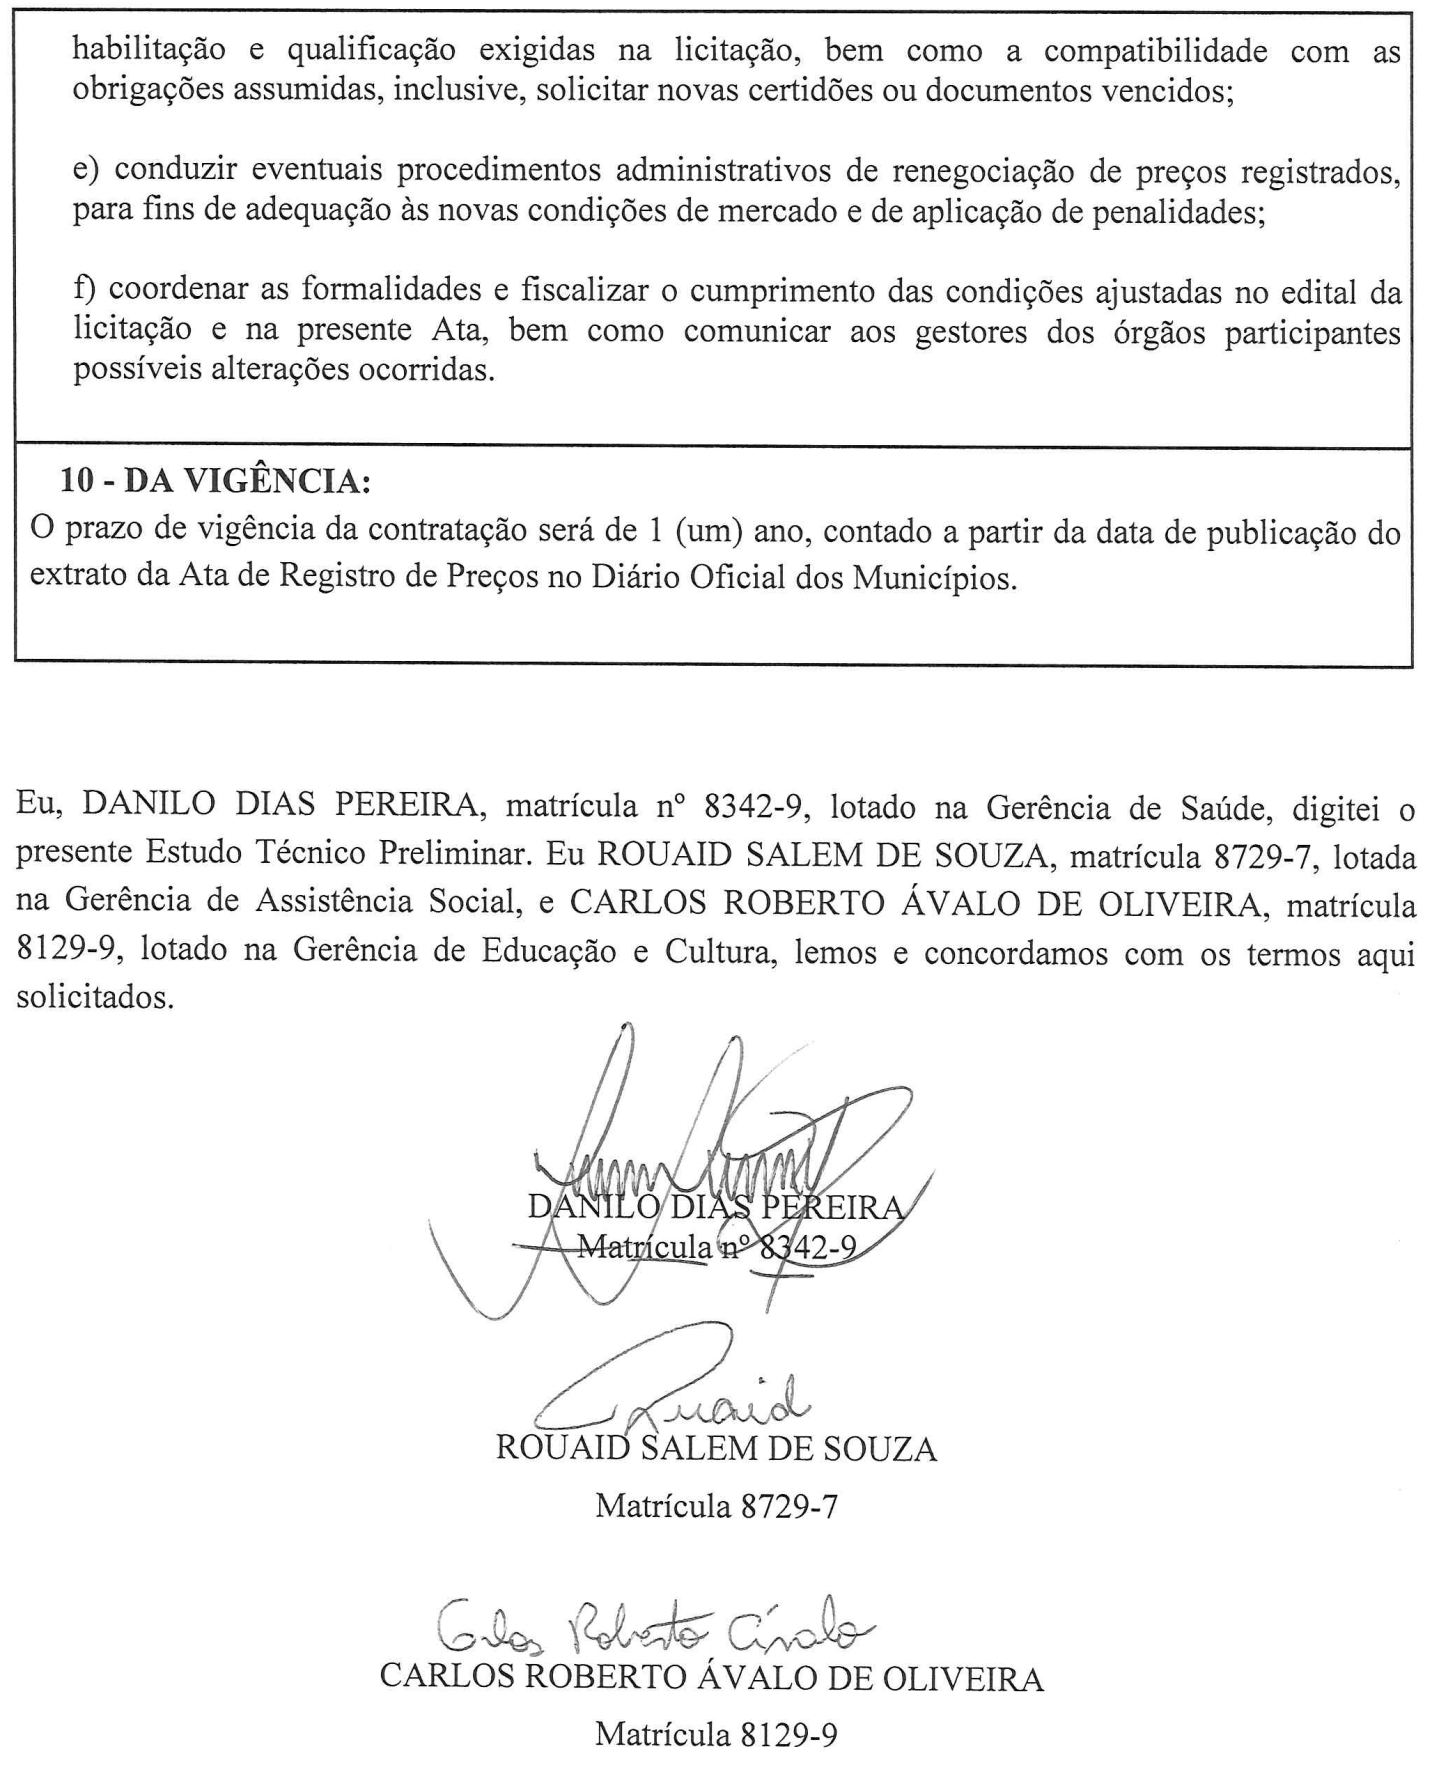 habilitação e qualificação exigidas na licitação, bem como a compatibilidade com as
obrigações assumidas, inclusive, solicitar novas certidões ou documentos vencidos;
e) conduzir eventuais procedimentos administrativos de renegociação de preços registrados,
para fins de adequação às novas condições de mercado e de aplicação de penalidades;
f) coordenar as formalidades e fiscalizar o cumprimento das condições ajustadas no edital da
licitação e na presente Ata, bem como comunicar aos gestores dos órgãos participantes
possíveis alterações ocorridas.
10 - DA VIGÊNCIA:
O prazo de vigência da contratação será de 1 (um) ano, contado a partir da data de publicação do
extrato da Ata de Registro de Preços no Diário Oficial dos Municípios.
Eu, DANILO DIAS PEREIRA, matrícula nº 8342-9, lotado na Gerência de Saúde, digitei o
presente Estudo Técnico Preliminar. Eu ROUAID SALEM DE SOUZA, matrícula 8729-7, lotada
na Gerência de Assistência Social, e CARLOS ROBERTO ÁVALO DE OLIVEIRA, matrícula
8129-9, lotado na Gerência de Educação e Cultura, lemos e concordamos com os termos aqui
solicitados.
DANILO DIAS PEREIRA
Matrícula nº 8342-9
Rouaid
ROUAID SALEM DE SOUZA
Matrícula 8729-7
Carlos Roberto Ávalo
CARLOS ROBERTO ÁVALO DE OLIVEIRA
Matrícula 8129-9